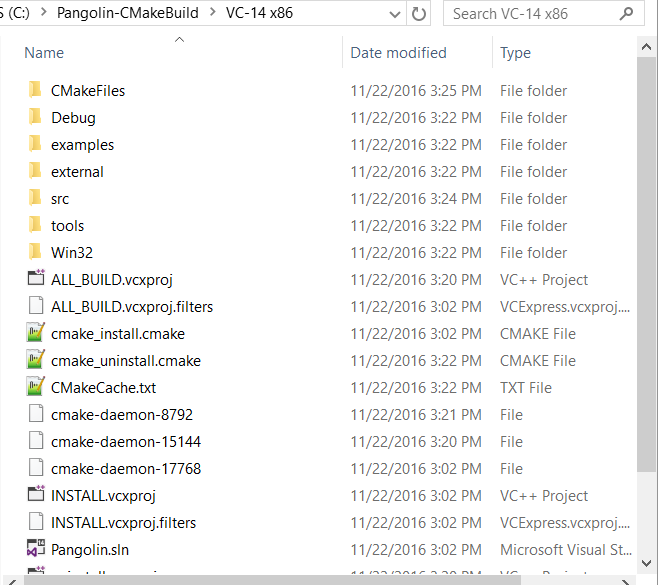 S (C:) > Pangolin-CMakeBuild > VC-14 x86 Search VC-14 x86
Name Date modified Type
CMakeFiles 11/22/2016 3:25 PM File folder
Debug 11/22/2016 3:22 PM File folder
examples 11/22/2016 3:22 PM File folder
external 11/22/2016 3:22 PM File folder
src 11/22/2016 3:24 PM File folder
tools 11/22/2016 3:22 PM File folder
Win32 11/22/2016 3:22 PM File folder
ALL_BUILD.vcxproj 11/22/2016 3:20 PM VC++ Project
ALL_BUILD.vcxproj.filters 11/22/2016 3:02 PM VCExpress.vcxproj....
cmake_install.cmake 11/22/2016 3:02 PM CMAKE File
cmake_uninstall.cmake 11/22/2016 3:22 PM CMAKE File
CMakeCache.txt 11/22/2016 3:22 PM TXT File
cmake-daemon-8792 11/22/2016 3:21 PM File
cmake-daemon-15144 11/22/2016 3:20 PM File
cmake-daemon-17768 11/22/2016 3:02 PM File
INSTALL.vcxproj 11/22/2016 3:02 PM VC++ Project
INSTALL.vcxproj.filters 11/22/2016 3:02 PM VCExpress.vcxproj....
Pangolin.sln 11/22/2016 3:02 PM Microsoft Visual St...